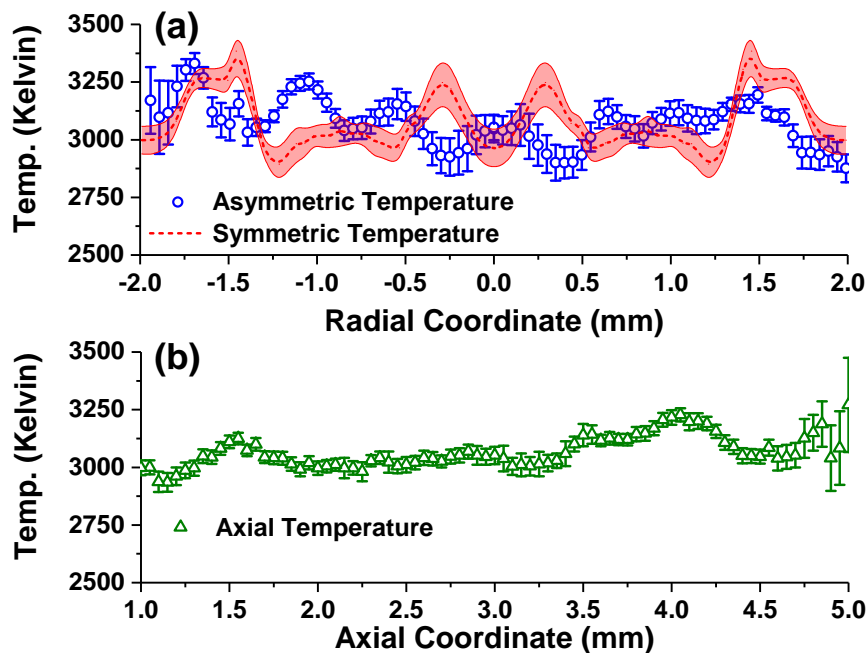 (a)
3500
3250
3000
2750
2500
Temp. (Kelvin)
Asymmetric Temperature
Symmetric Temperature
-2.0 -1.5 -1.0 -0.5 0.0 0.5 1.0 1.5 2.0
Radial Coordinate (mm)
(b)
3500
3250
3000
2750
2500
Temp. (Kelvin)
Axial Temperature
1.0 1.5 2.0 2.5 3.0 3.5 4.0 4.5 5.0
Axial Coordinate (mm)